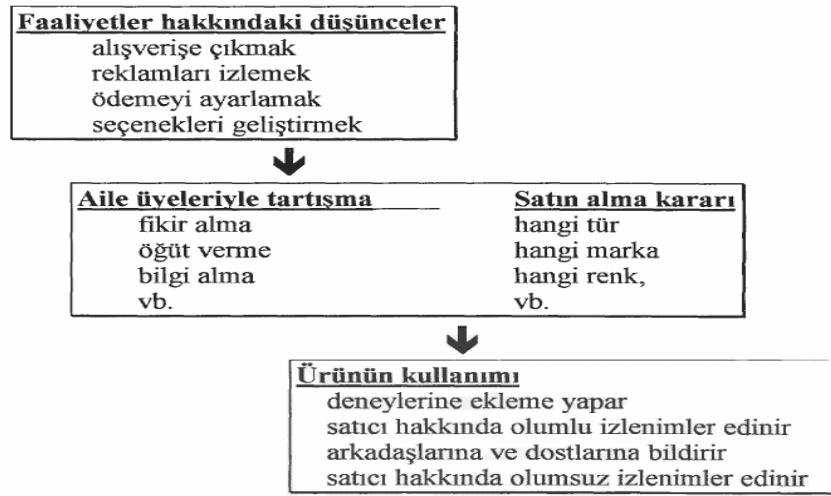 Faaliyetler hakkındaki düşünceler
alışverişe çıkmak
reklamları izlemek
ödemeyi ayarlamak
seçenekleri geliştirmek
Aile üyeleriyle tartışma
fikir alma
öğüt verme
bilgi alma
vb.
Satın alma kararı
hangi tür
hangi marka
hangi renk,
vb.
Ürünün kullanımı
deneylerine ekleme yapar
satıcı hakkında olumlu izlenimler edinir
arkadaşlarına ve dostlarına bildirir
satıcı hakkında olumsuz izlenimler edinir